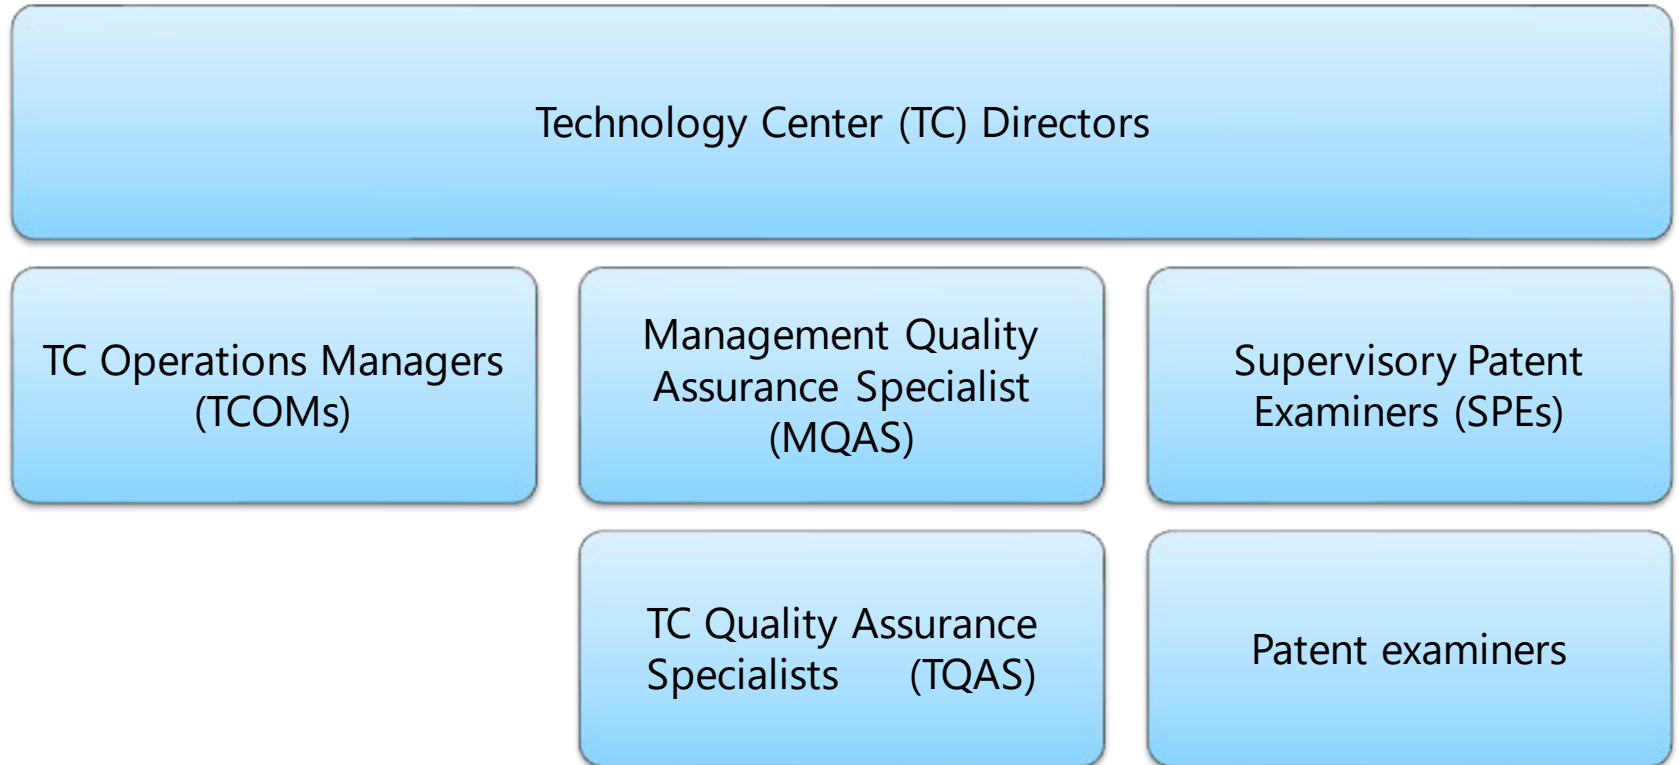 Technology Center (TC) Directors
TC Operations Managers
(TCOMs)
Management Quality
Assurance Specialist
(MQAS)
Supervisory Patent
Examiners (SPEs)
TC Quality Assurance
Specialists (TQAS)
Patent examiners